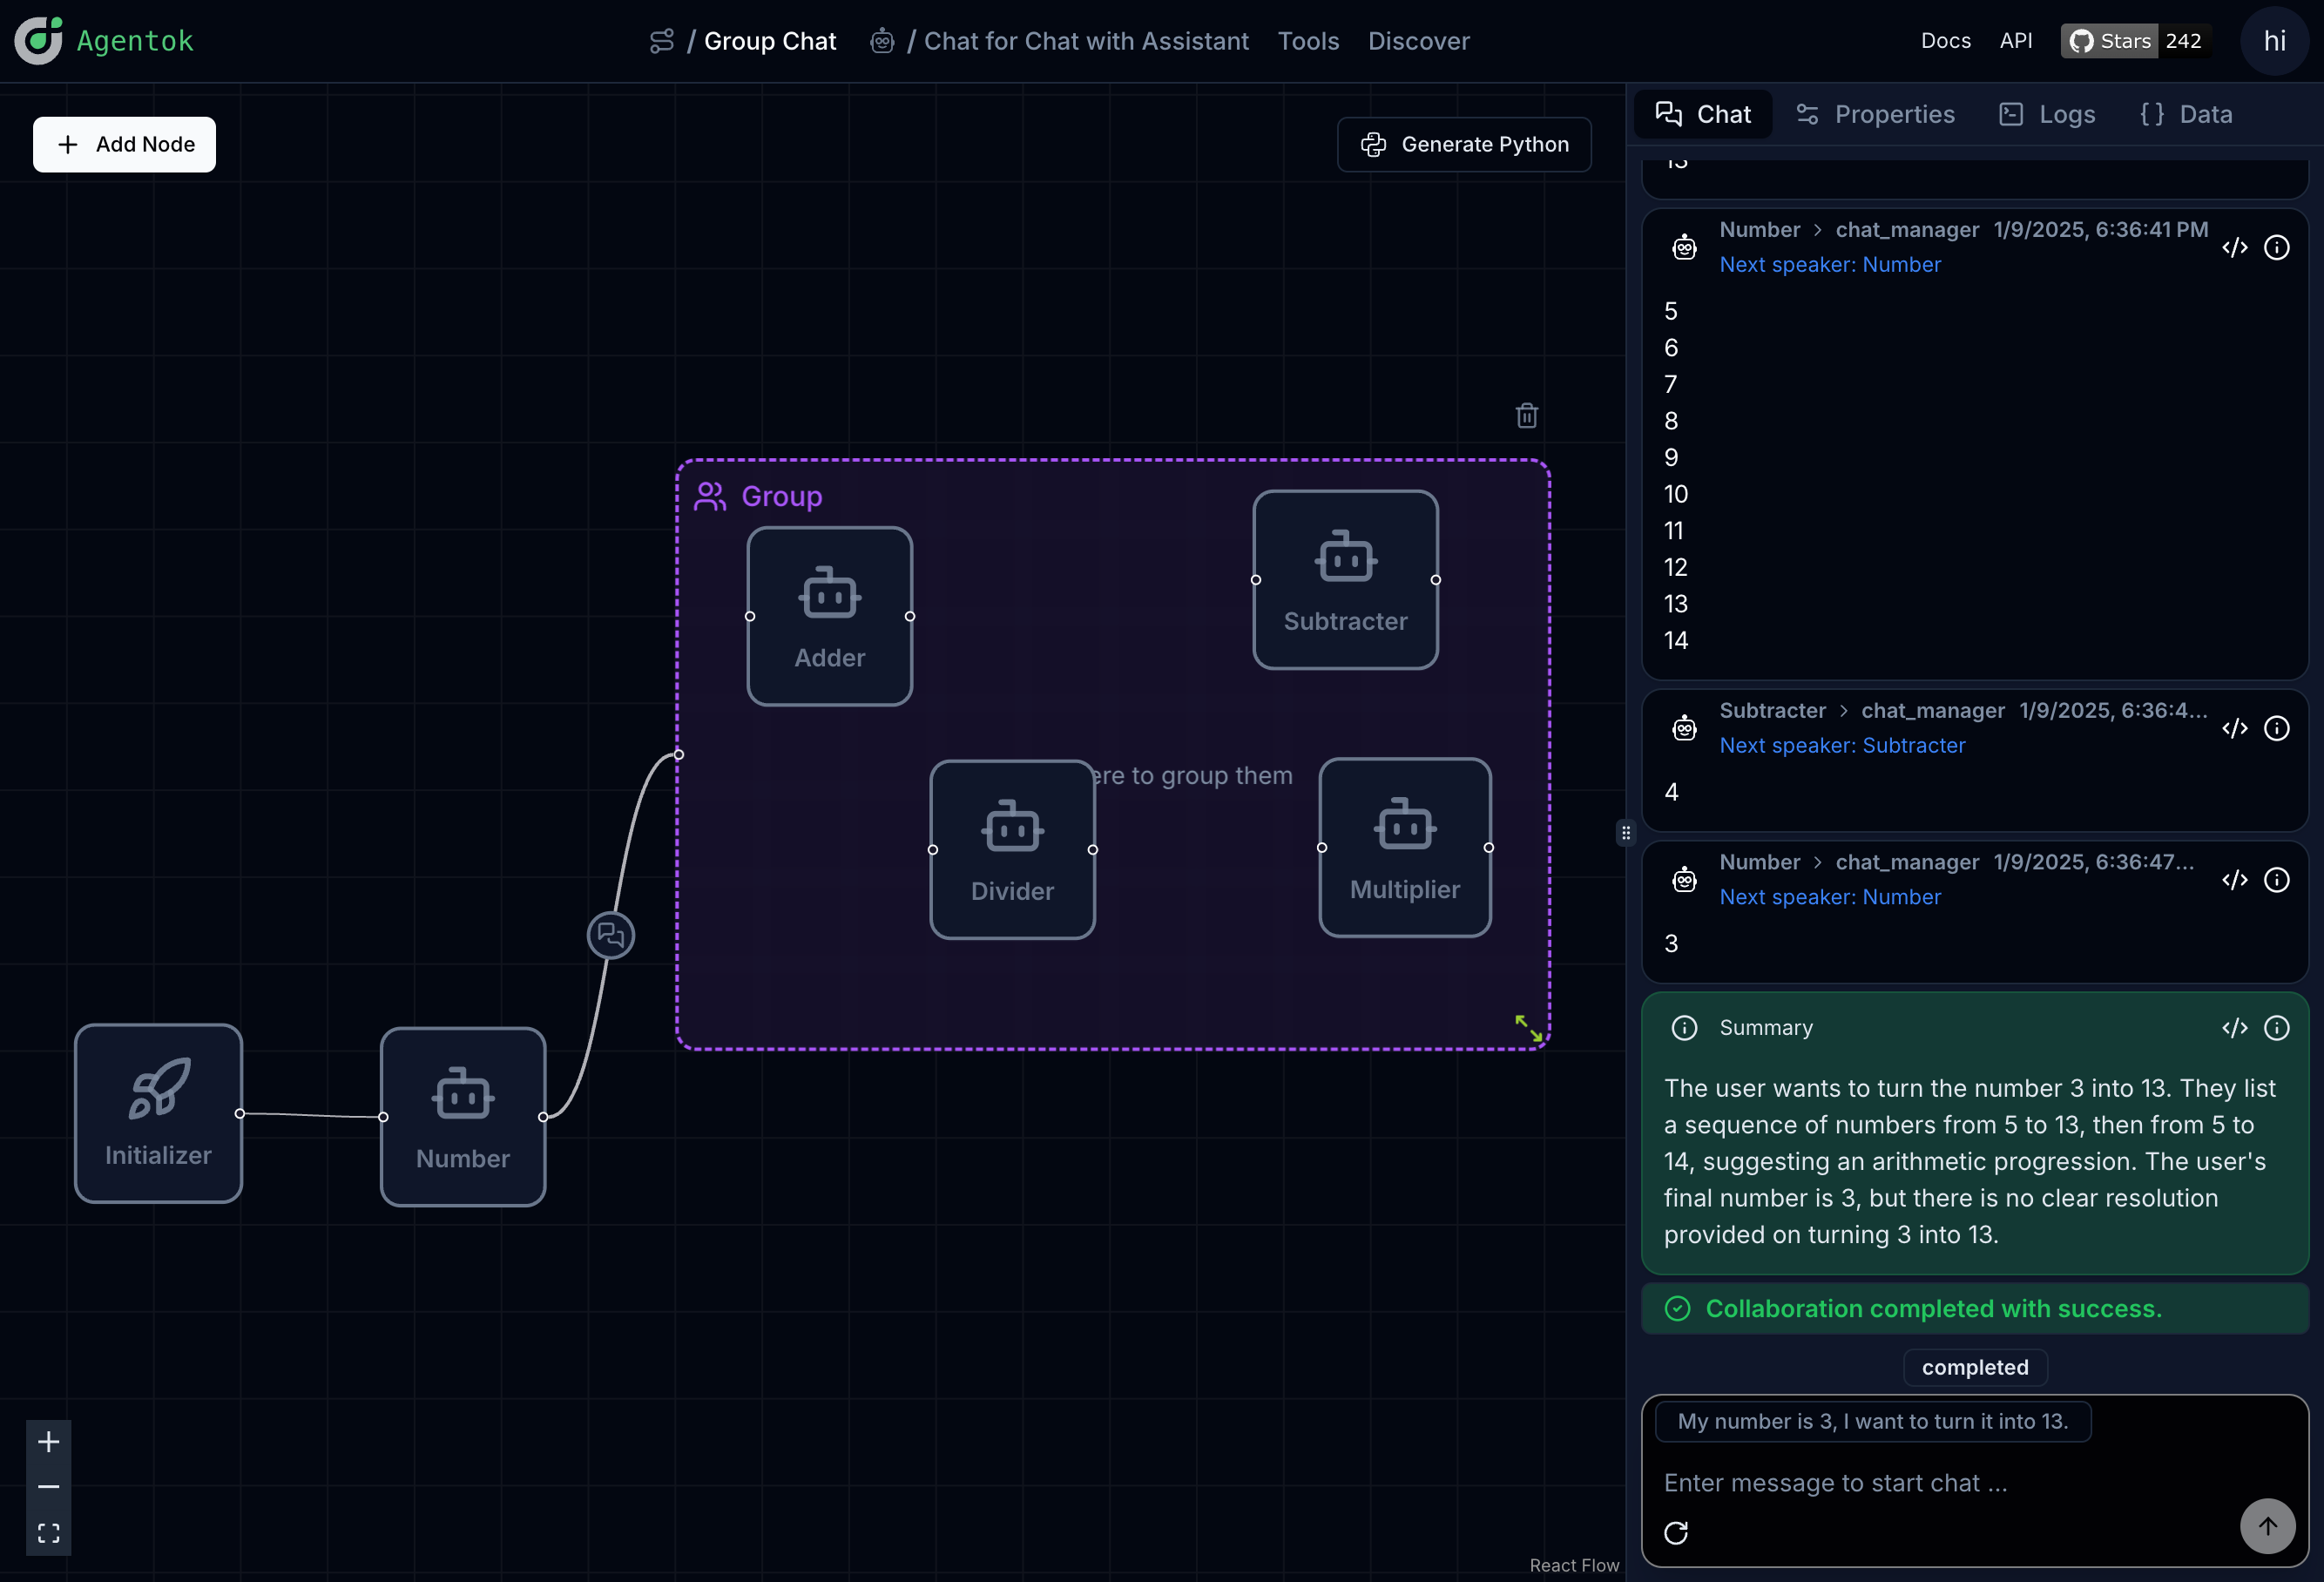 Agentok
/ Group Chat
/ Chat for Chat with Assistant
Tools
Discover
Docs
API
Stars 242
hi
Add Node
Generate Python
Group
Adder
Subtracter
ere to group them
Divider
Multiplier
Initializer
Number
React Flow
Chat
Properties
Logs
{ } Data
13
Number > chat_manager 1/9/2025, 6:36:41 PM
Next speaker: Number
5
6
7
8
9
10
11
12
13
14
Subtracter > chat_manager 1/9/2025, 6:36:4...
Next speaker: Subtracter
4
Number > chat_manager 1/9/2025, 6:36:47...
Next speaker: Number
3
Summary
The user wants to turn the number 3 into 13. They list
a sequence of numbers from 5 to 13, then from 5 to
14, suggesting an arithmetic progression. The user's
final number is 3, but there is no clear resolution
provided on turning 3 into 13.
Collaboration completed with success.
completed
My number is 3, I want to turn it into 13.
Enter message to start chat ...